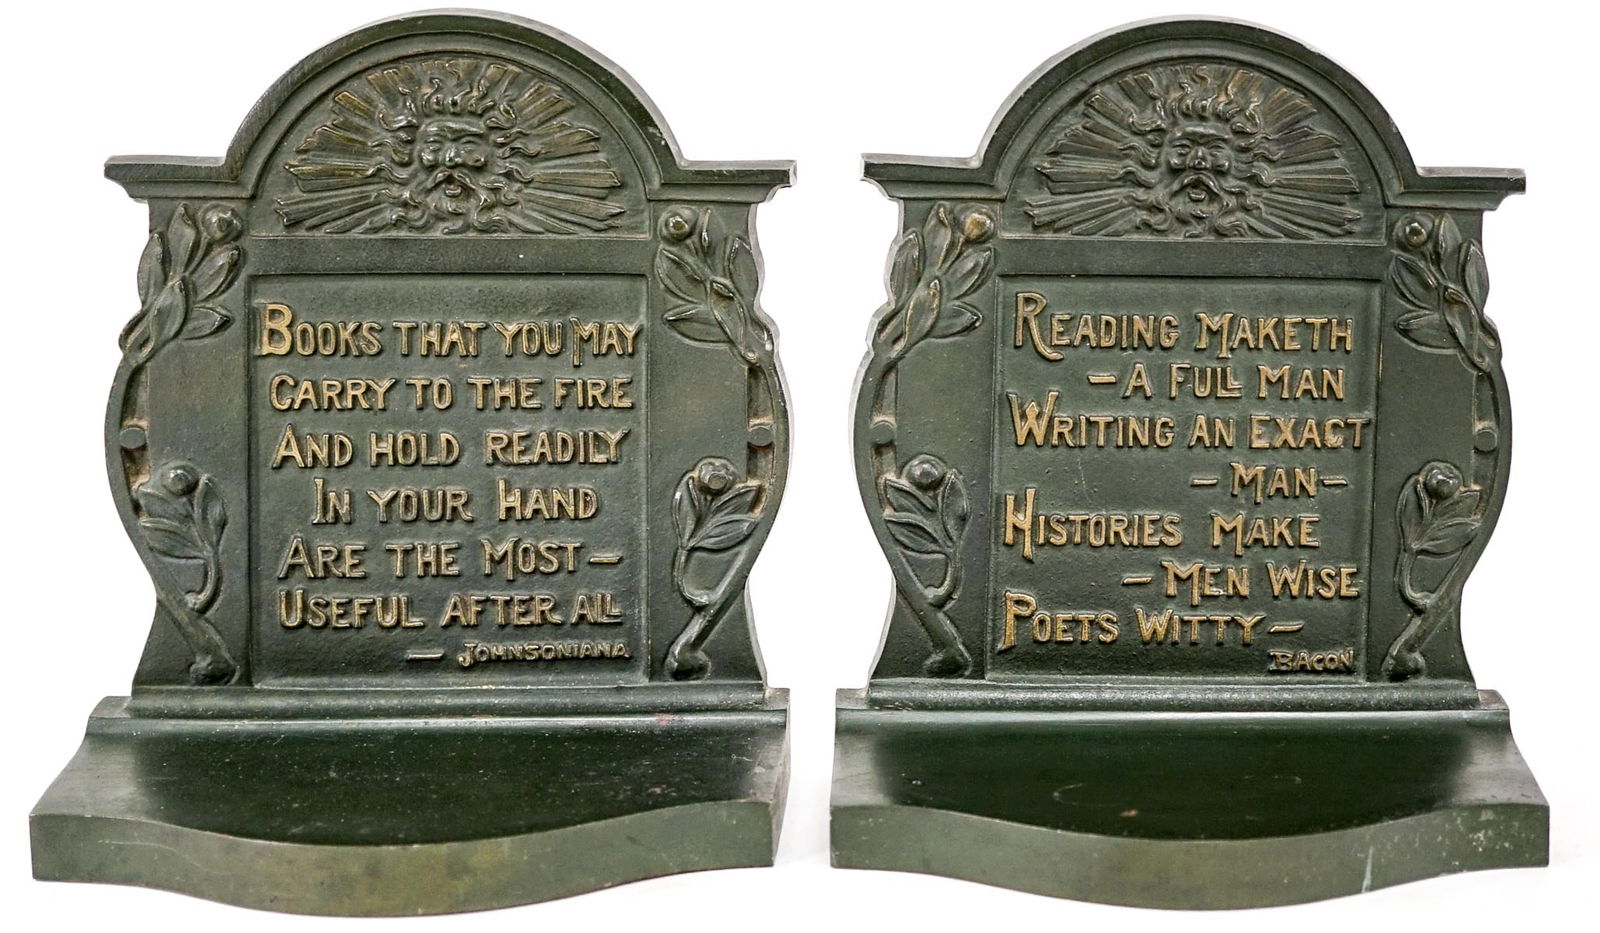 BOOKS THAT YOU MAY
CARRY TO THE FIRE
AND HOLD READILY
IN YOUR HAND
ARE THE MOST —
USEFUL AFTER ALL
— JOHNSONIANA
READING MAKETH
— A FULL MAN
WRITING AN EXACT
— MAN —
HISTORIES MAKE
— MEN WISE
POETS WITTY —
BACON